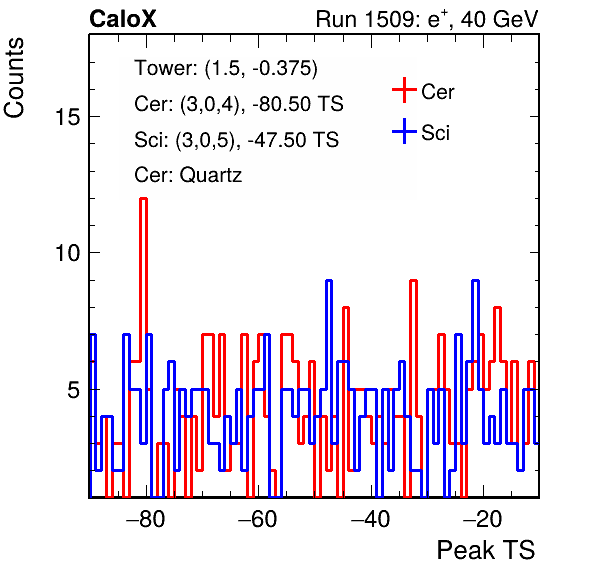 CaloX Run 1509: e+, 40 GeV
Counts
Tower: (1.5, -0.375)
Cer: (3,0,4), -80.50 TS
Sci: (3,0,5), -47.50 TS
Cer: Quartz
Cer
Sci
15
10
5
−80 −60 −40 −20
Peak TS